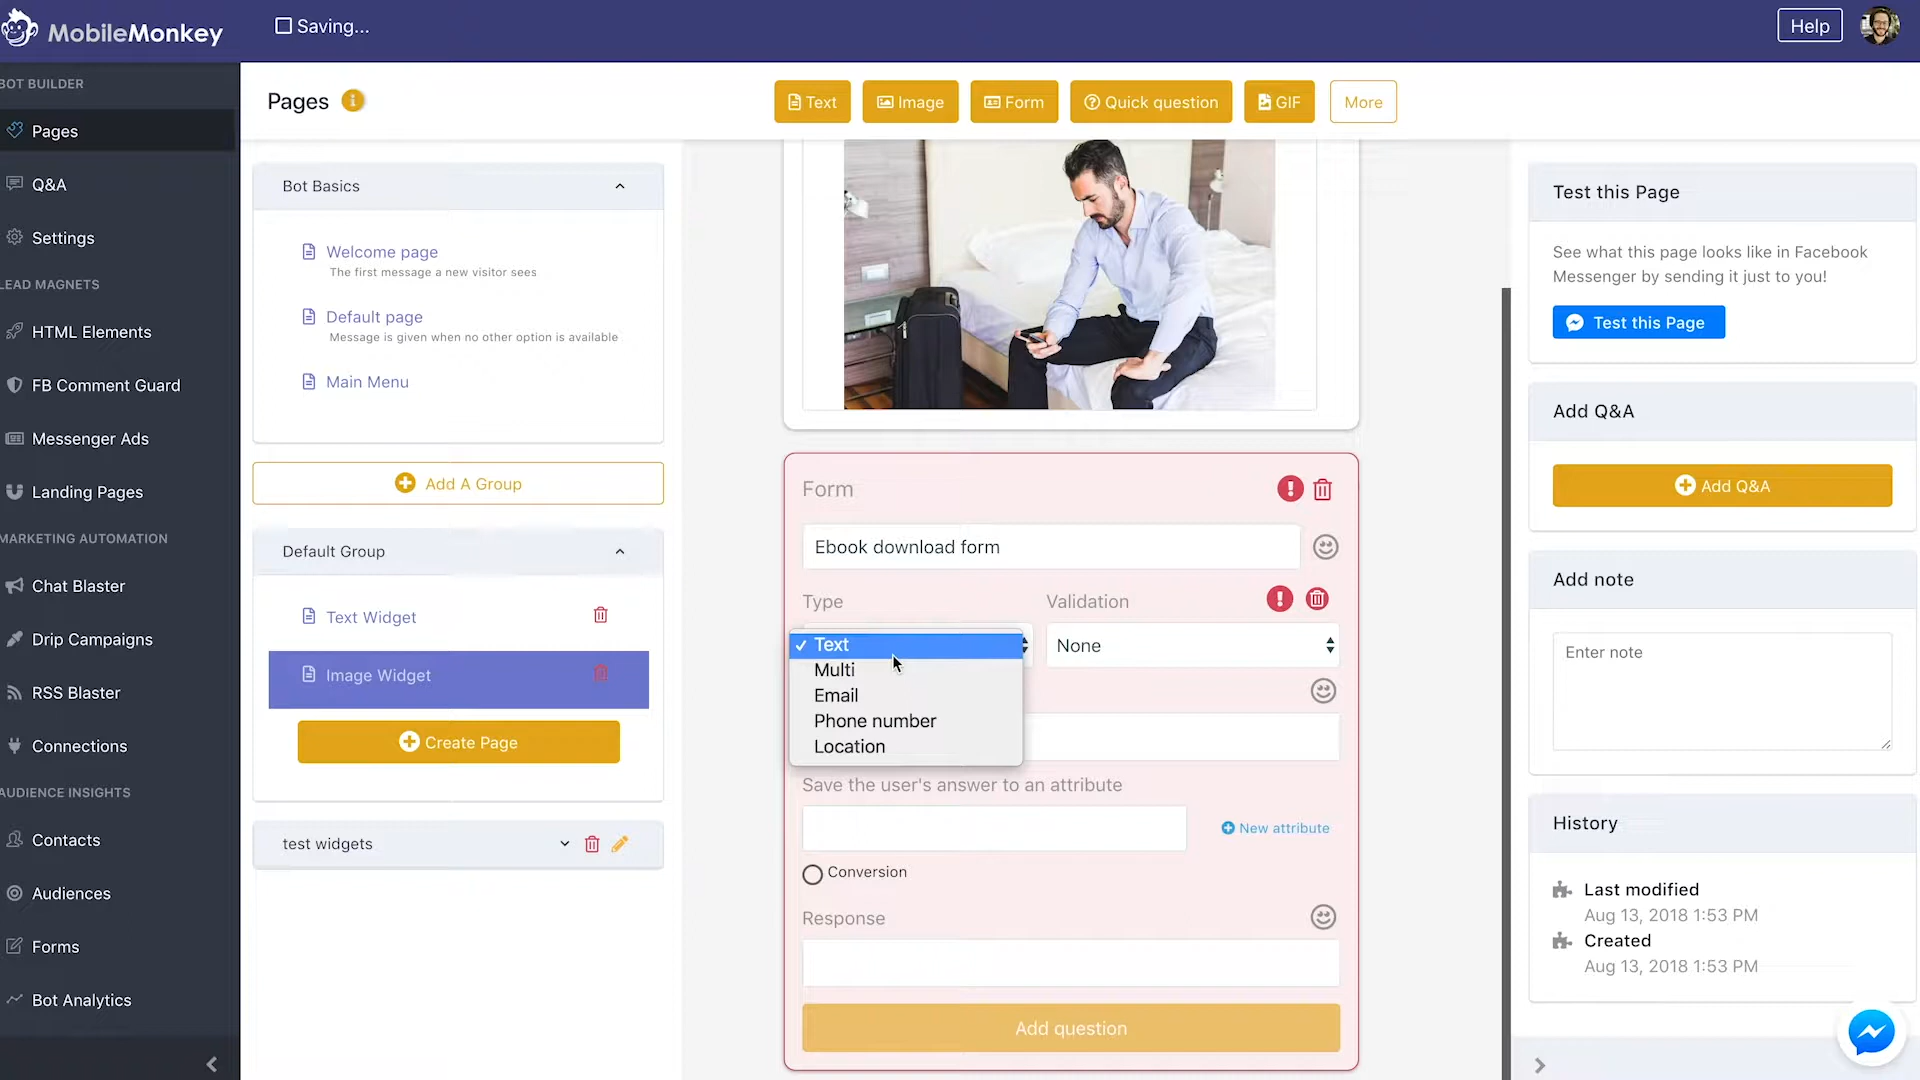 MobileMonkey
Saving...
Help
BOT BUILDER
Pages
Q&A
Settings
LEAD MAGNETS
HTML Elements
FB Comment Guard
Messenger Ads
Landing Pages
MARKETING AUTOMATION
Chat Blaster
Drip Campaigns
RSS Blaster
Connections
AUDIENCE INSIGHTS
Contacts
Audiences
Forms
Bot Analytics
Pages
Text
Image
Form
Quick question
GIF
More
Bot Basics
Welcome page
The first message a new visitor sees
Default page
Message is given when no other option is available
Main Menu
Add A Group
Default Group
Text Widget
Image Widget
Create Page
test widgets
Form
Ebook download form
Type
Validation
Text
Multi
Email
Phone number
Location
None
Save the user's answer to an attribute
New attribute
Conversion
Response
Add question
Test this Page
See what this page looks like in Facebook
Messenger by sending it just to you!
Test this Page
Add Q&A
Add Q&A
Add note
Enter note
History
Last modified
Aug 13, 2018 1:53 PM
Created
Aug 13, 2018 1:53 PM